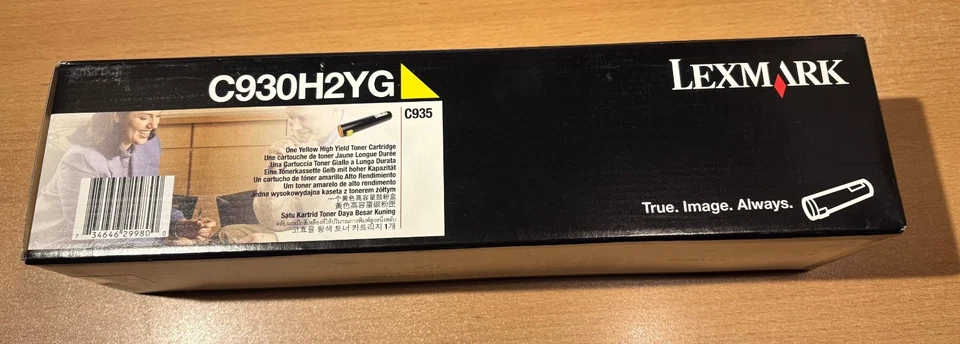 C930H2YG
LEXMARK
C935
One Yellow High Yield Toner Cartridge
Une cartouche de toner Jaune Longue Durée
Una Cartuccia Toner Giallo a Lunga Durata
Eine Tonerkassette Gelb mit hoher Kapazität
Un cartucho de tóner amarillo Alto Rendimiento
Um toner amarelo de alto rendimento
Jedna wysokowydajna kaseta z tonerem żółtym
一个黄色高容量鼓粉盒
黃色高容量碳粉匣
Satu Kartrid Toner Daya Besar Kuning
고효율 황색 토너 카트리지 1개
7 34646 29980 0
True. Image. Always.